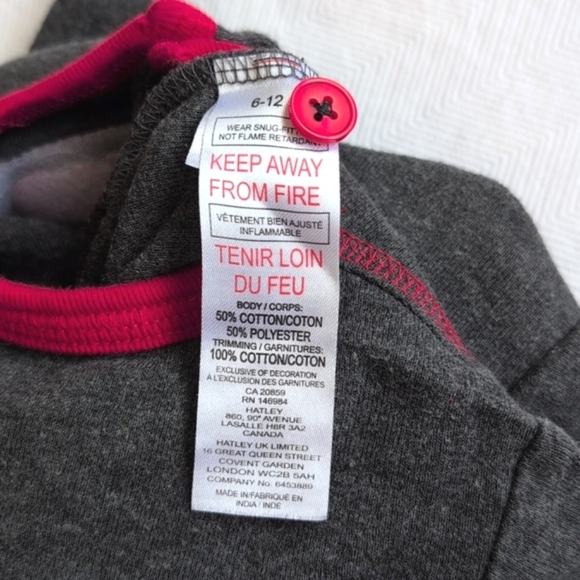 6-12
WEAR SNUG-FITTING
NOT FLAME RETARDANT
KEEP AWAY
FROM FIRE
VÊTEMENT BIEN AJUSTÉ
INFLAMMABLE
TENIR LOIN
DU FEU
BODY / CORPS:
50% COTTON/COTON
50% POLYESTER
TRIMMING / GARNITURES:
100% COTTON/COTON
EXCLUSIVE OF DECORATION
A L'EXCLUSION DES GARNITURES
CA 20859
RN 146984
HATLEY
860, 90ᵉ AVENUE
LASALLE H8R 3A2
CANADA
HATLEY UK LIMITED
16 GREAT QUEEN STREET
COVENT GARDEN
LONDON WC2B 5AH
COMPANY No. 6453889
MADE IN/FABRIQUÉ EN
INDIA / INDE